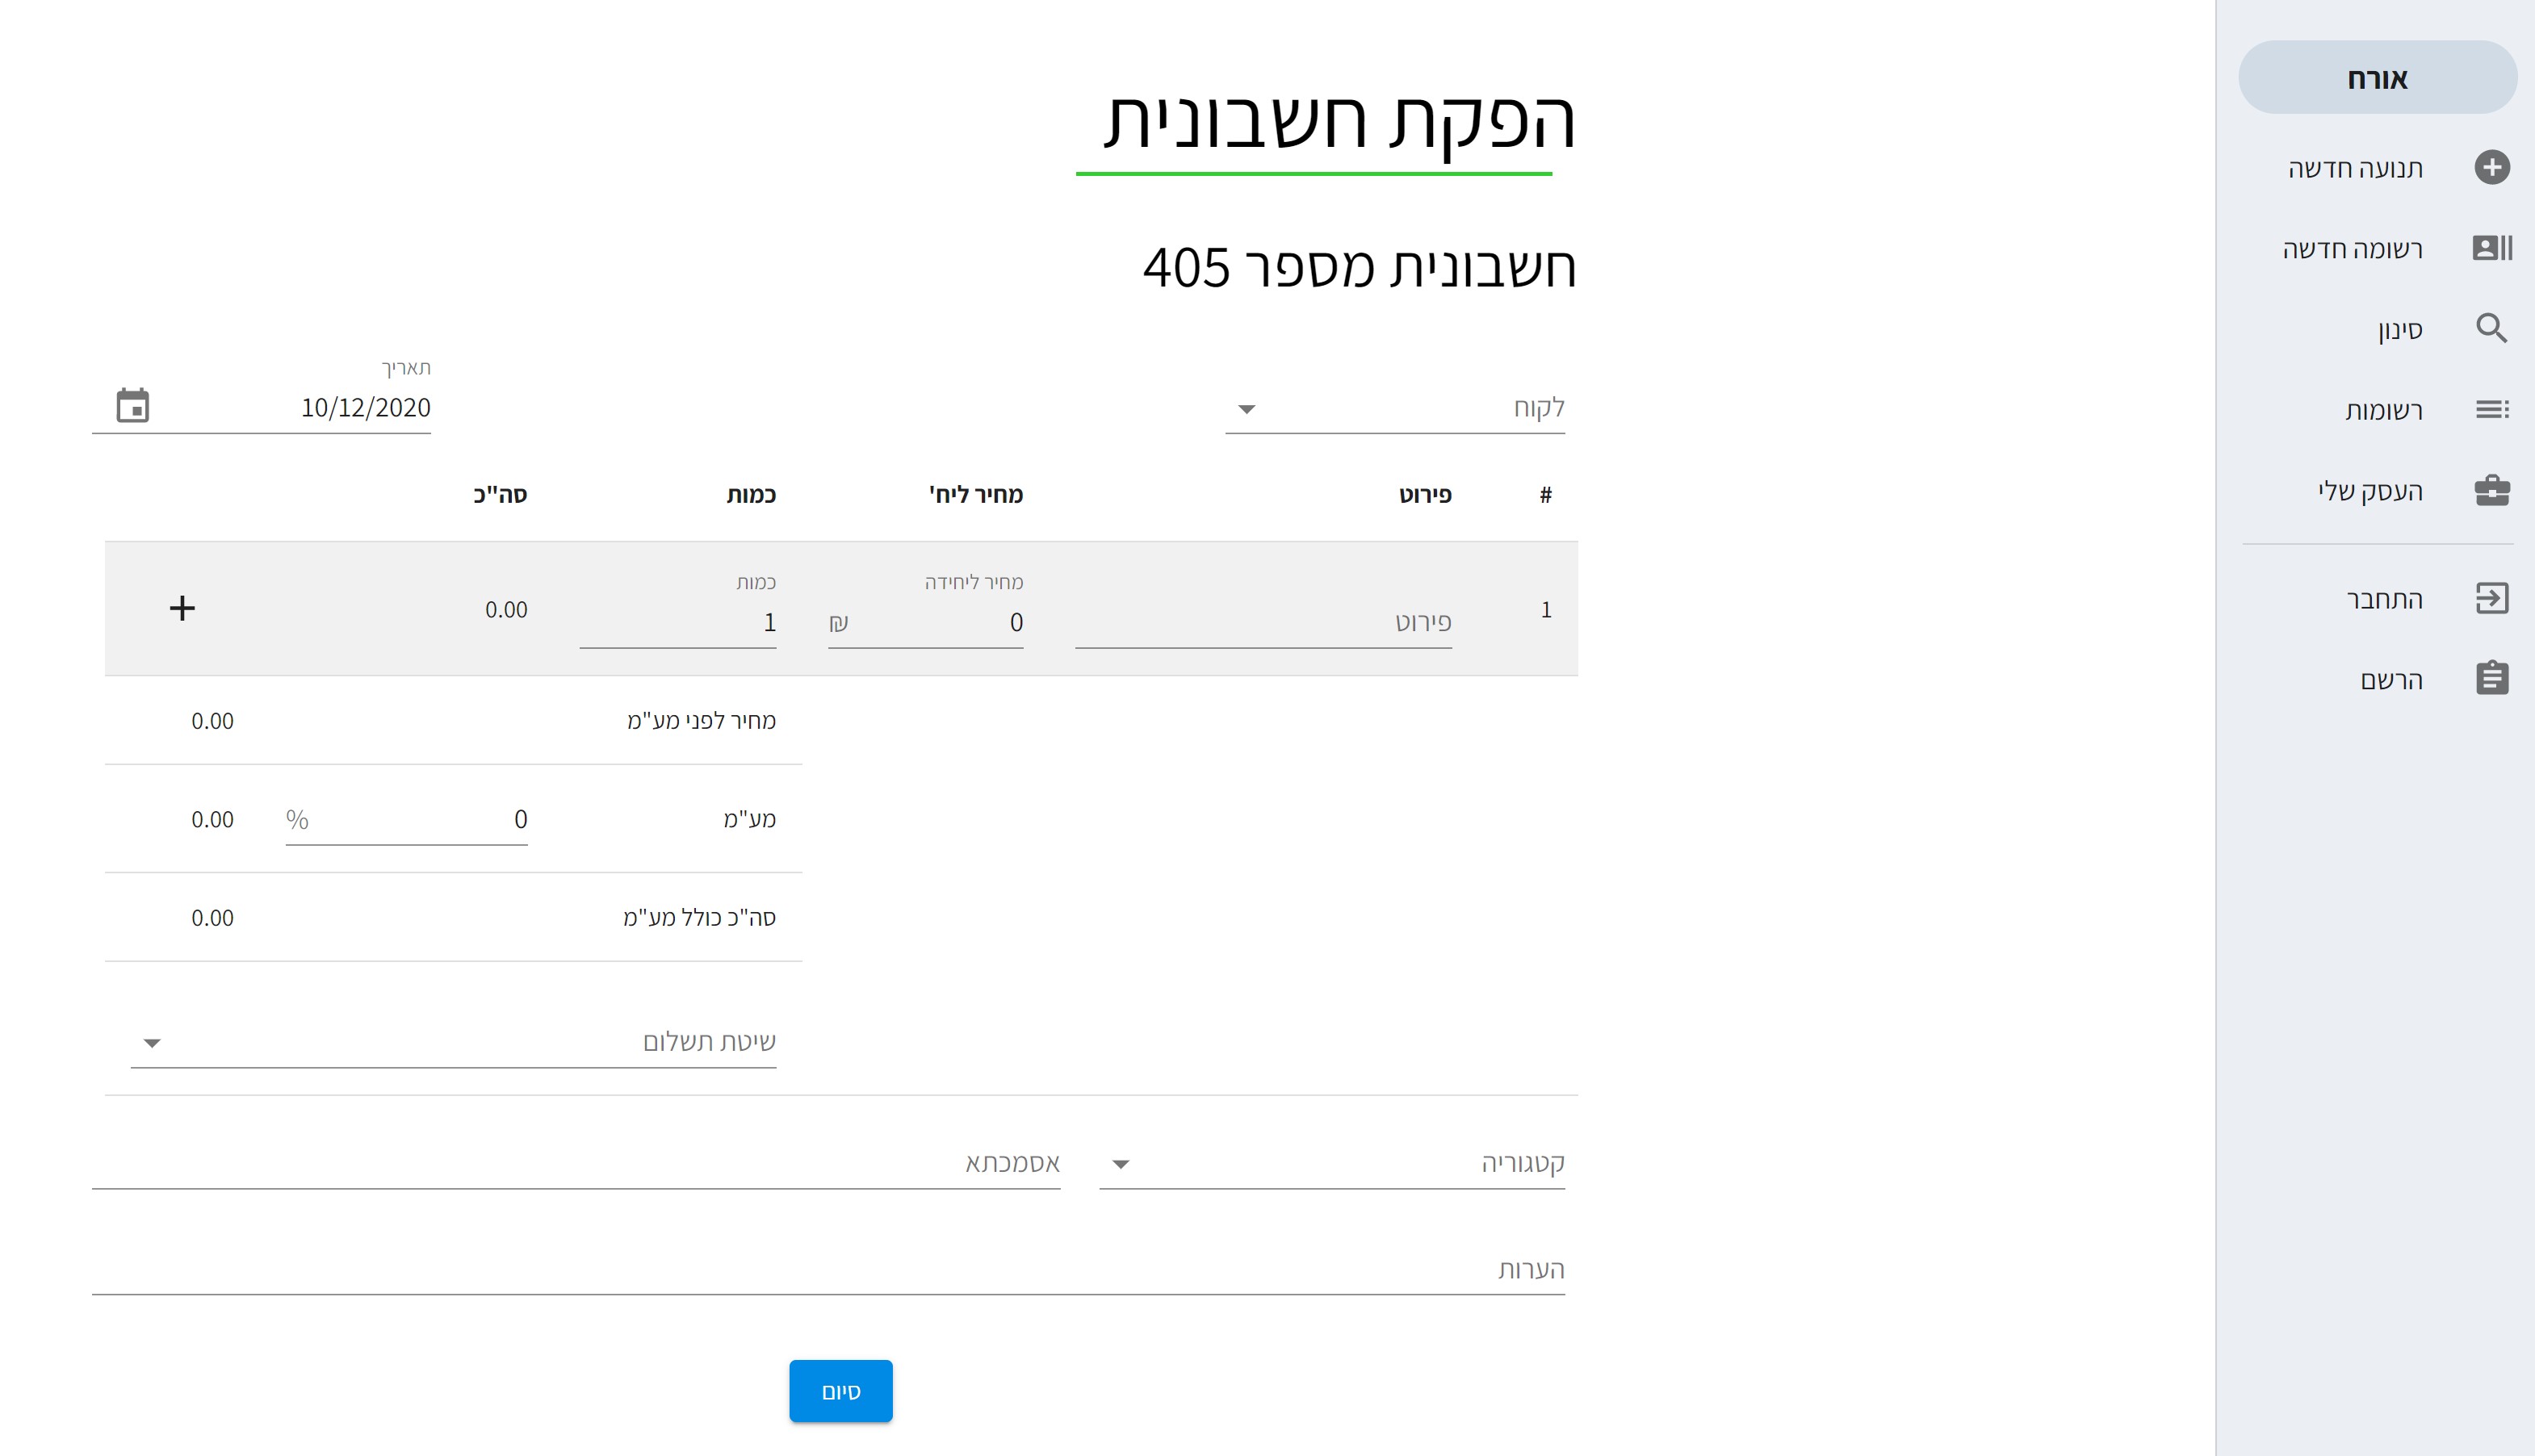 אורח
תנועה חדשה
רשומה חדשה
סינון
רשומות
העסק שלי
התחבר
הרשם
הפקת חשבונית
חשבונית מספר 405
לקוח
תאריך
10/12/2020
# פירוט מחיר ליח' כמות סה"כ
1 פירוט
מחיר ליחידה
0 ₪
כמות
1
0.00 +
מחיר לפני מע"מ 0.00
מע"מ 0 % 0.00
סה"כ כולל מע"מ 0.00
שיטת תשלום
קטגוריה אסמכתא
הערות
סיום